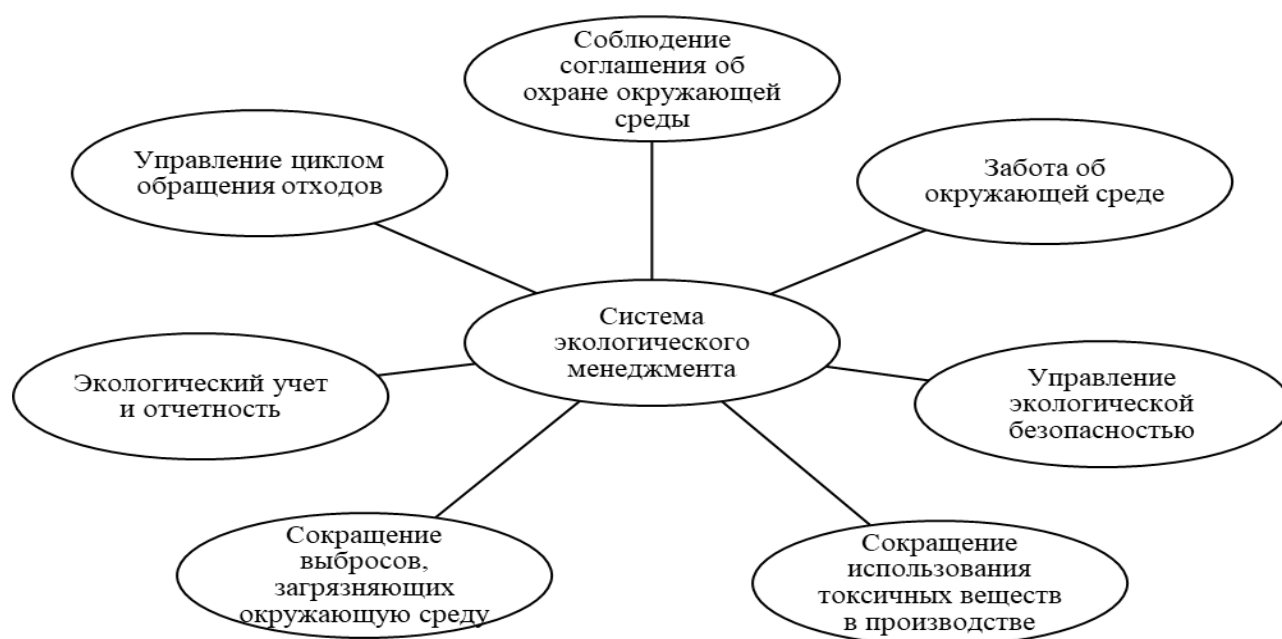 Соблюдение
соглашения об
охране окружающей
среды
Управление циклом
обращения отходов
Забота об
окружающей среде
Система
экологического
менеджмента
Экологический учет
и отчетность
Управление
экологической
безопасностью
Сокращение
выбросов,
загрязняющих
окружающую среду
Сокращение
использования
токсичных веществ
в производстве